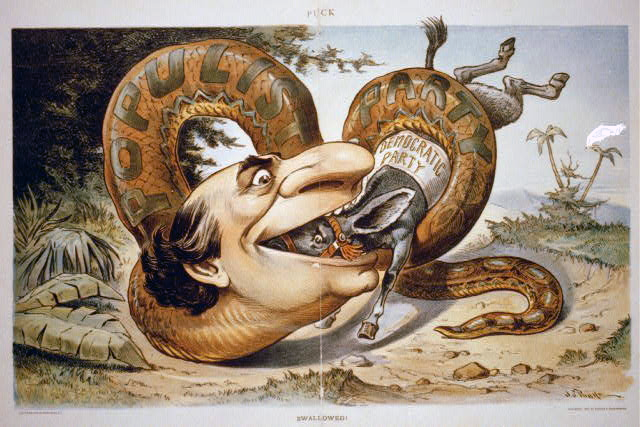 PUCK
POPULIST
PARTY
DEMOCRATIC
PARTY
SWALLOWED!